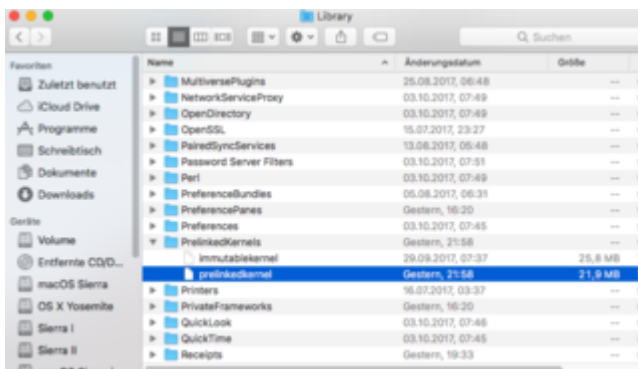 Library
Suchen
Favoriten
Zuletzt benutzt
iCloud Drive
Programme
Schreibtisch
Dokumente
Downloads
Geräte
Volume
Entfernte CD/D...
macOS Sierra
OS X Yosemite
Sierra I
Sierra II
Name Änderungsdatum Größe
MultiversePlugins 25.08.2017, 06:48 --
NetworkServiceProxy 03.10.2017, 07:49 --
OpenDirectory 03.10.2017, 07:49 --
OpenSSL 15.07.2017, 23:27 --
PairedSyncServices 13.08.2017, 05:48 --
Password Server Filters 03.10.2017, 07:51 --
Perl 03.10.2017, 07:49 --
PreferenceBundles 05.08.2017, 06:31 --
PreferencePanes Gestern, 16:20 --
Preferences 03.10.2017, 07:45 --
PrelinkedKernels Gestern, 21:58 --
immutablekernel 29.09.2017, 07:37 25,8 MB
prelinkedkernel Gestern, 21:58 21,9 MB
Printers 16.07.2017, 03:37 --
PrivateFrameworks Gestern, 16:20 --
QuickLook 03.10.2017, 07:46 --
QuickTime 03.10.2017, 07:45 --
Receipts Gestern, 19:33 --